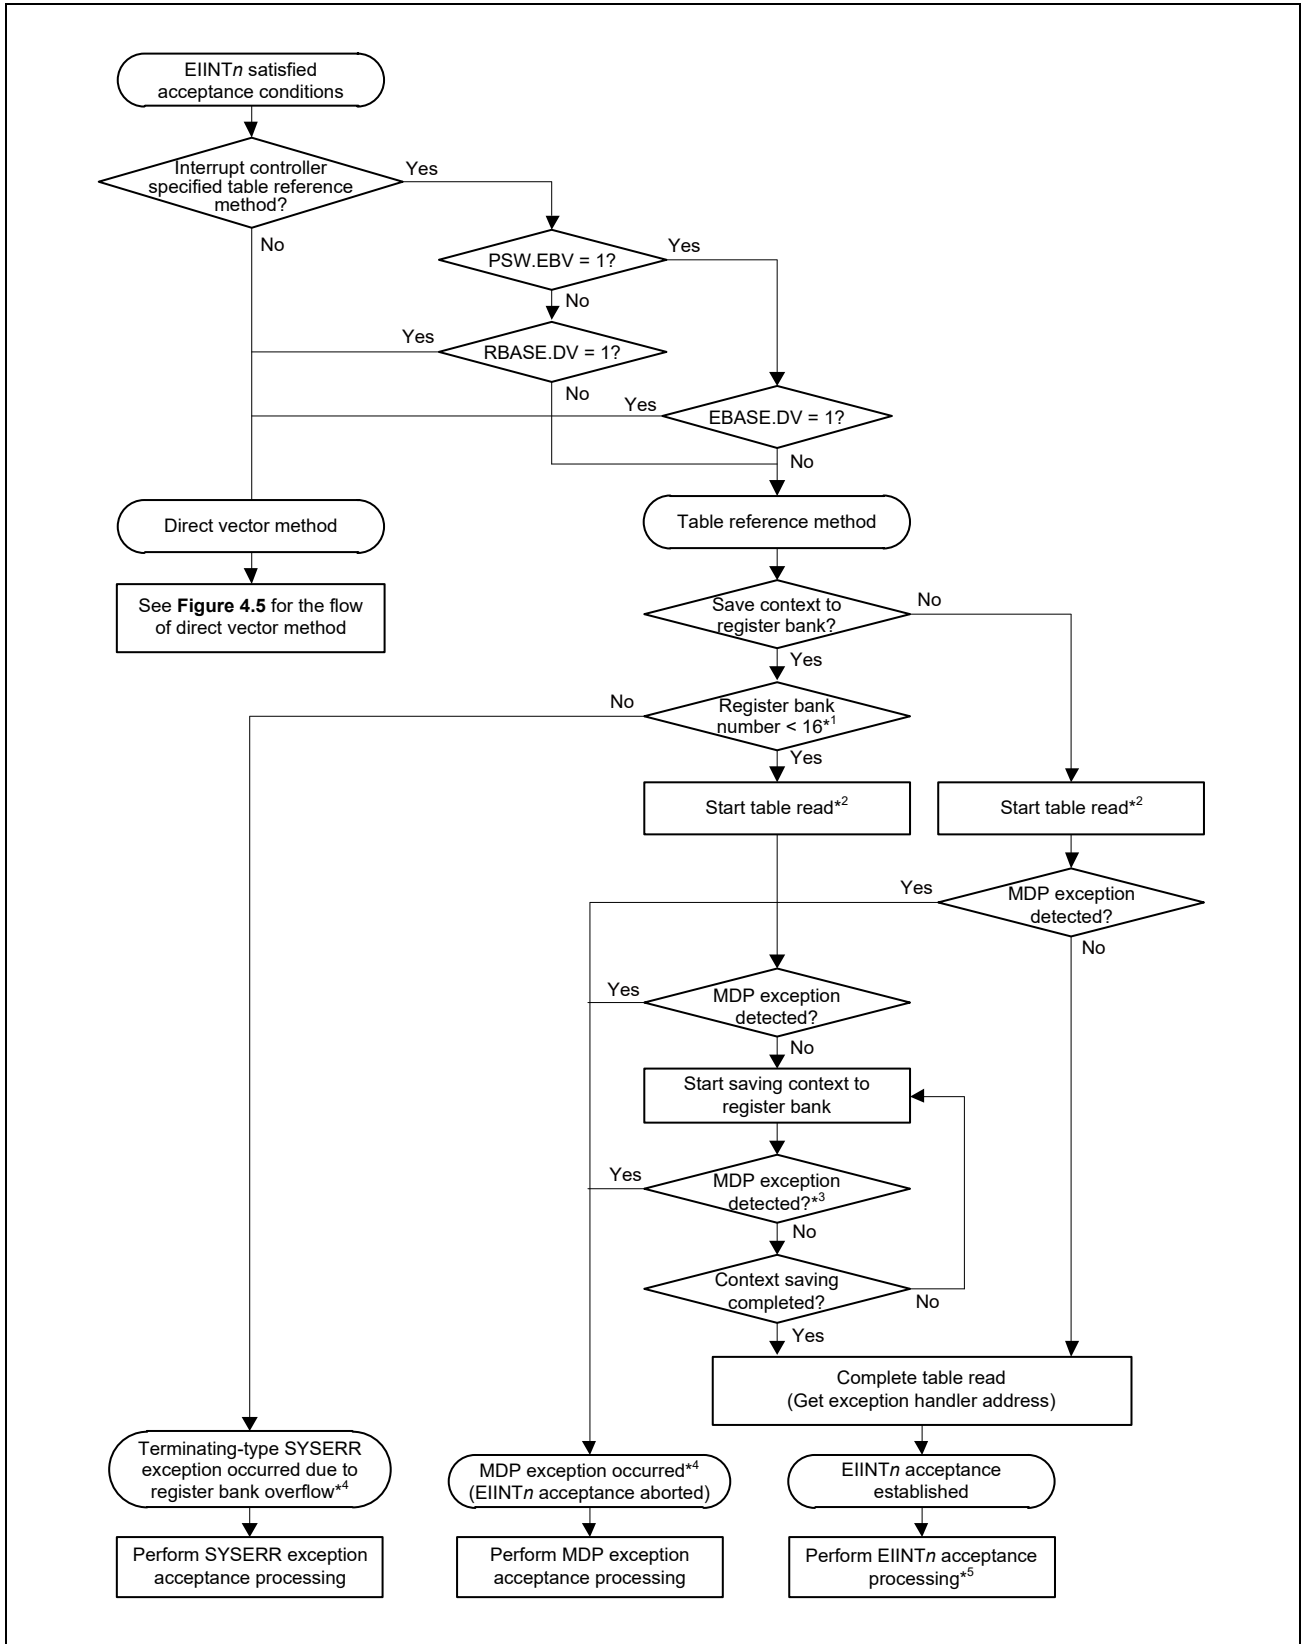 EIINTn satisfied
acceptance conditions
Interrupt controller
specified table reference
method?
Yes
No
PSW.EBV = 1?
Yes
No
Yes
RBASE.DV = 1?
No
Yes
EBASE.DV = 1?
No
Direct vector method
Table reference method
See Figure 4.5 for the flow
of direct vector method
Save context to
register bank?
No
Yes
No
Register bank
number < 16*1
Yes
Start table read*2
Start table read*2
Yes
MDP exception
detected?
No
Yes
MDP exception
detected?
No
Start saving context to
register bank
Yes
MDP exception
detected?*3
No
Context saving
completed?
No
Yes
Complete table read
(Get exception handler address)
Terminating-type SYSERR
exception occurred due to
register bank overflow*4
MDP exception occurred*4
(EIINTn acceptance aborted)
EIINTn acceptance
established
Perform SYSERR exception
acceptance processing
Perform MDP exception
acceptance processing
Perform EIINTn acceptance
processing*5